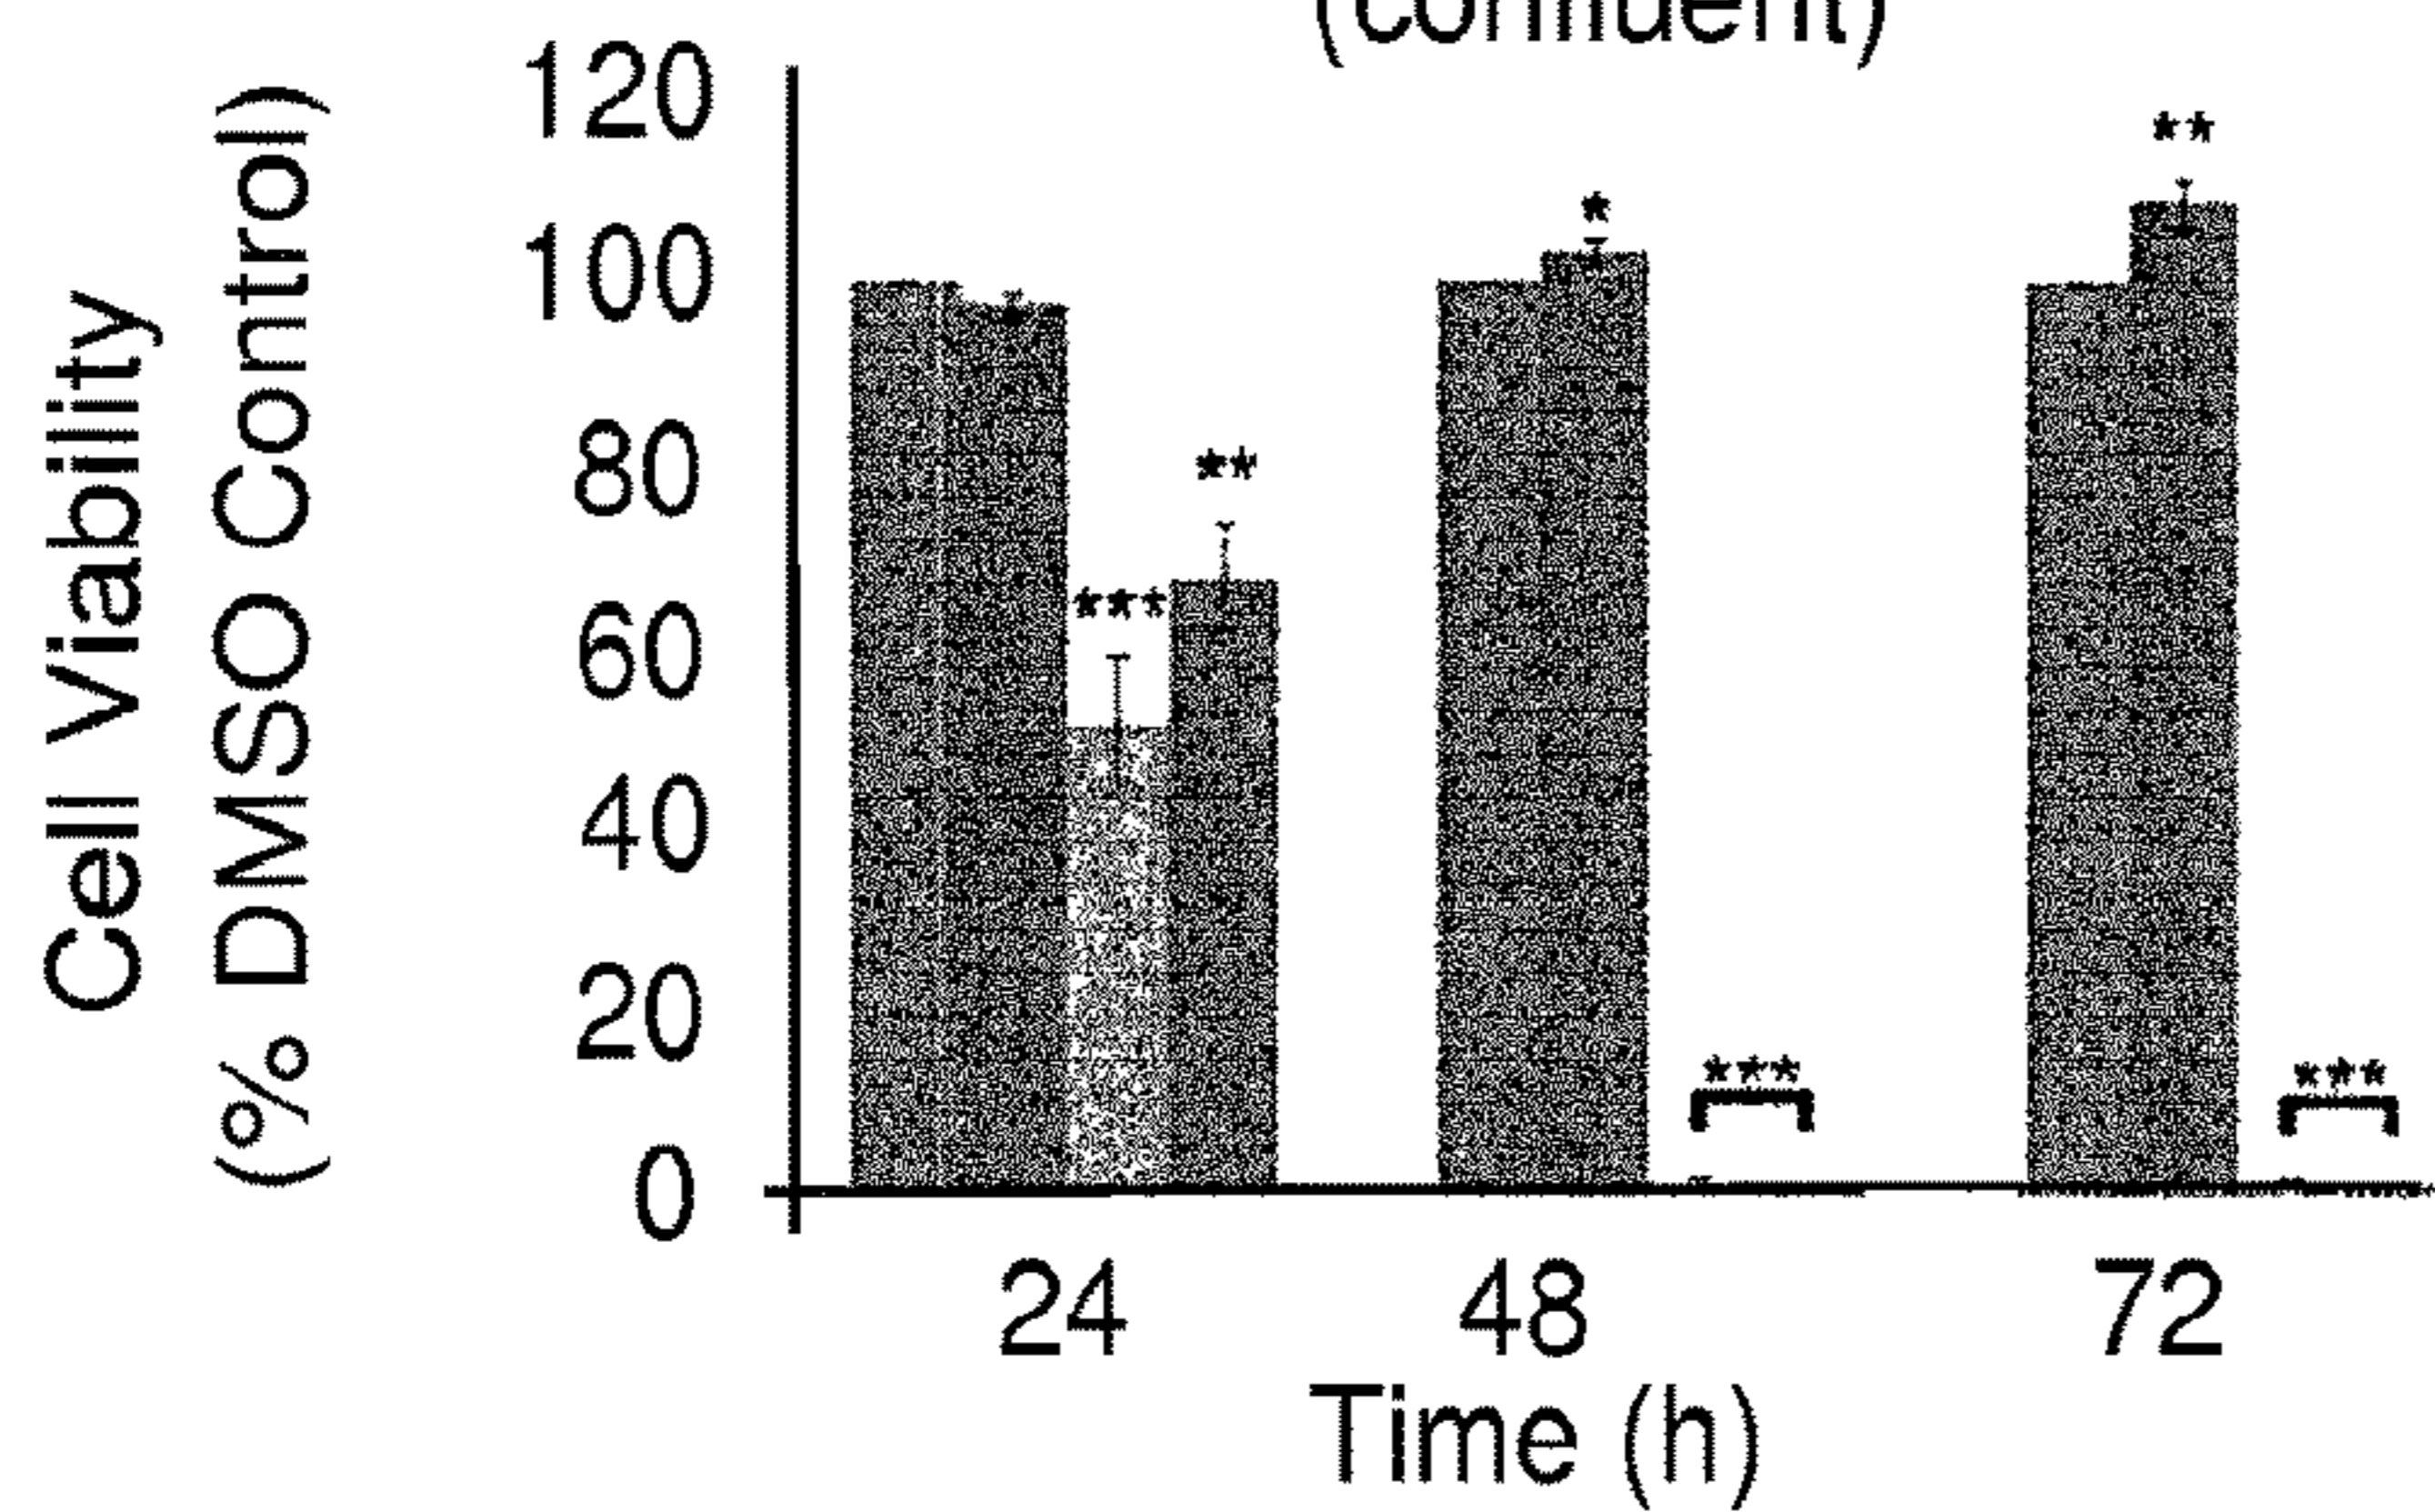 (confluent)
Cell Viability
(% DMSO Control)
120
100
80
60
40
20
0
**
*
**
***
***
***
24 48 72
Time (h)